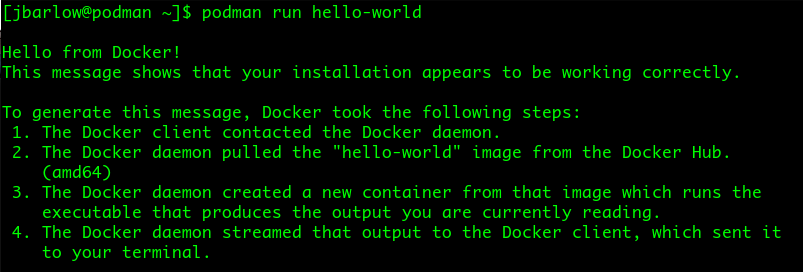 [jbarlow@podman ~]$ podman run hello-world
Hello from Docker!
This message shows that your installation appears to be working correctly.
To generate this message, Docker took the following steps:
1. The Docker client contacted the Docker daemon.
2. The Docker daemon pulled the "hello-world" image from the Docker Hub.
(amd64)
3. The Docker daemon created a new container from that image which runs the
executable that produces the output you are currently reading.
4. The Docker daemon streamed that output to the Docker client, which sent it
to your terminal.